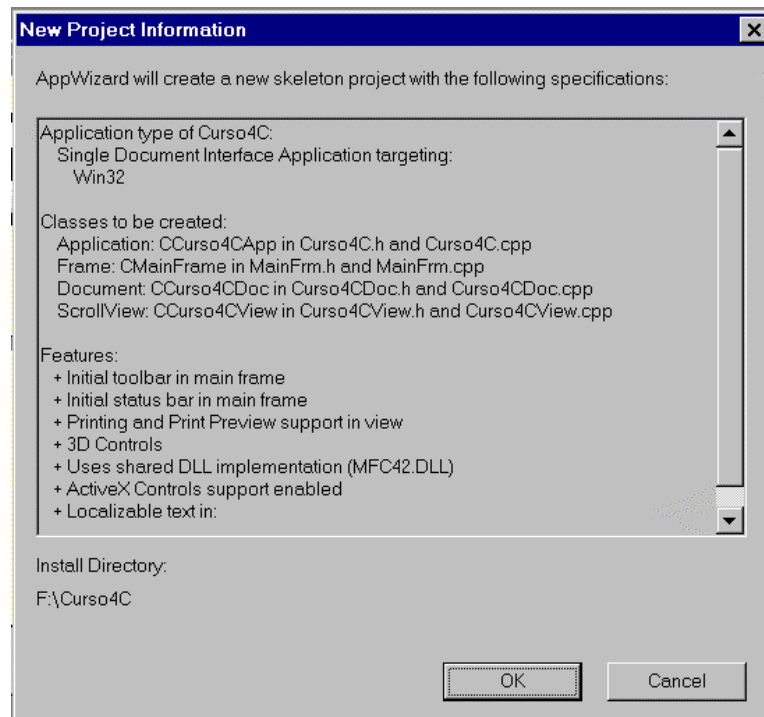 New Project Information
AppWizard will create a new skeleton project with the following specifications:
Application type of Curso4C:
Single Document Interface Application targeting:
Win32
Classes to be created:
Application: CCurso4CApp in Curso4C.h and Curso4C.cpp
Frame: CMainFrame in MainFrm.h and MainFrm.cpp
Document: CCurso4CDoc in Curso4CDoc.h and Curso4CDoc.cpp
ScrollView: CCurso4CView in Curso4CView.h and Curso4CView.cpp
Features:
+ Initial toolbar in main frame
+ Initial status bar in main frame
+ Printing and Print Preview support in view
+ 3D Controls
+ Uses shared DLL implementation (MFC42.DLL)
+ ActiveX Controls support enabled
+ Localizable text in:
Install Directory:
F:\Curso4C
OK Cancel